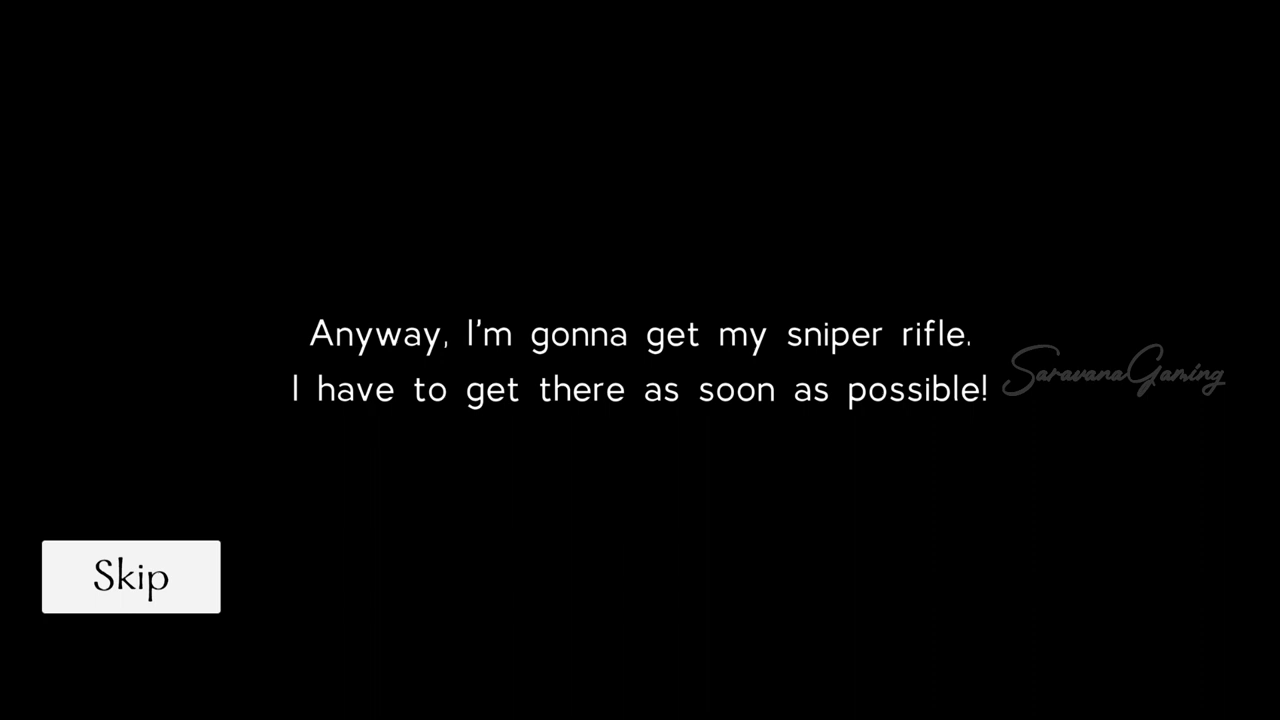 Anyway, I'm gonna get my sniper rifle.
I have to get there as soon as possible!
SaravanaGaming
Skip